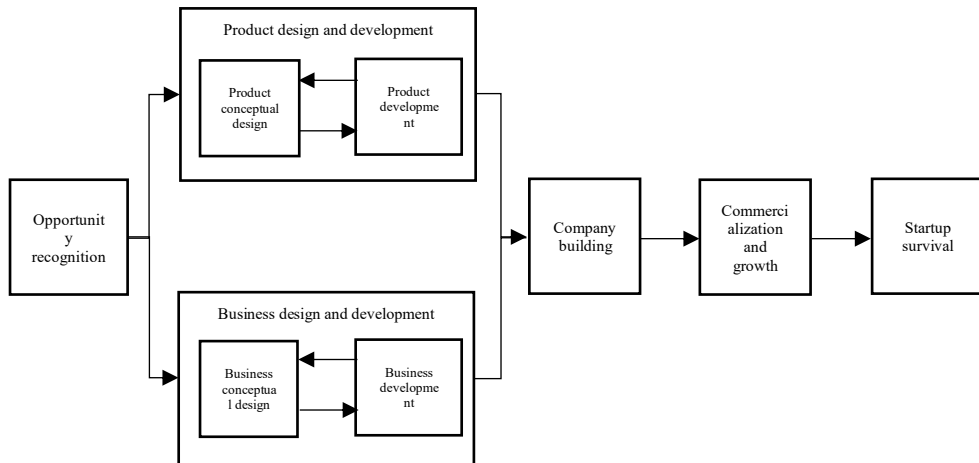 Product design and development
Product
conceptual
design
Product
developme
nt
Opportunit
y
recognition
Company
building
Commerci
alization
and
growth
Startup
survival
Business design and development
Business
conceptua
l design
Business
developme
nt